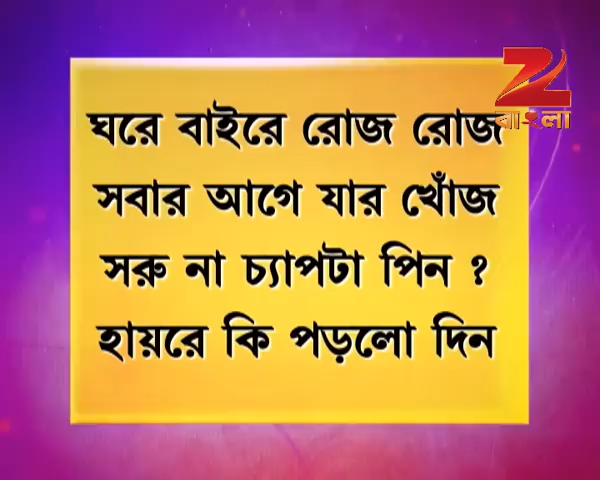 ঘরে বাইরে রোজ রোজ
সবার আগে যার খোঁজ
সরু না চ্যাপটা পিন ?
হায়রে কি পড়লো দিন
বাংলা